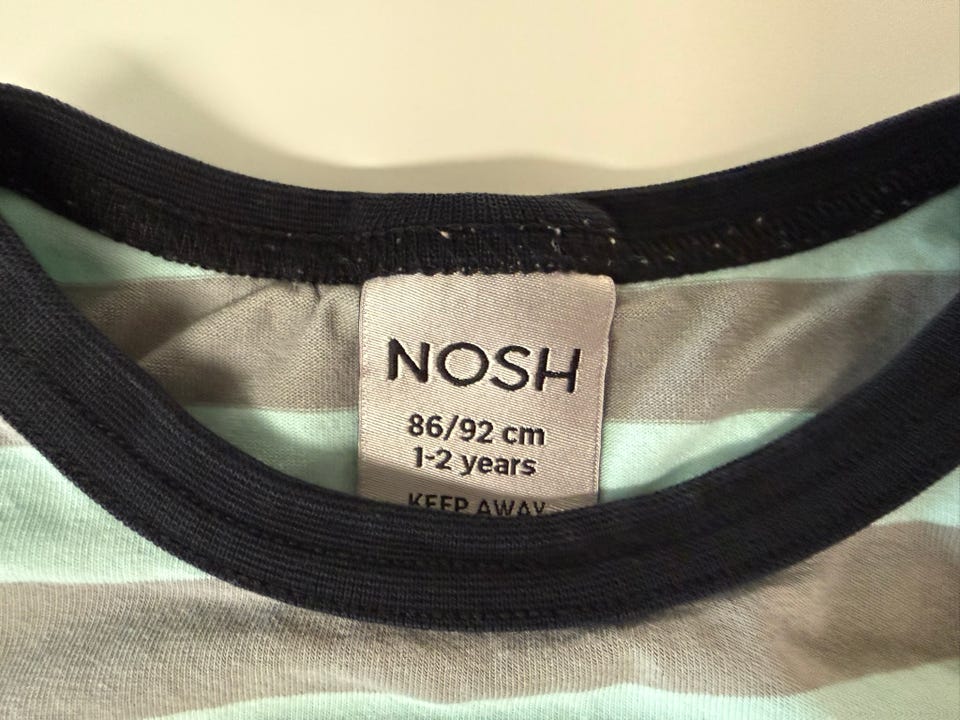 NOSH
86/92 cm
1-2 years
KEEP AWAY